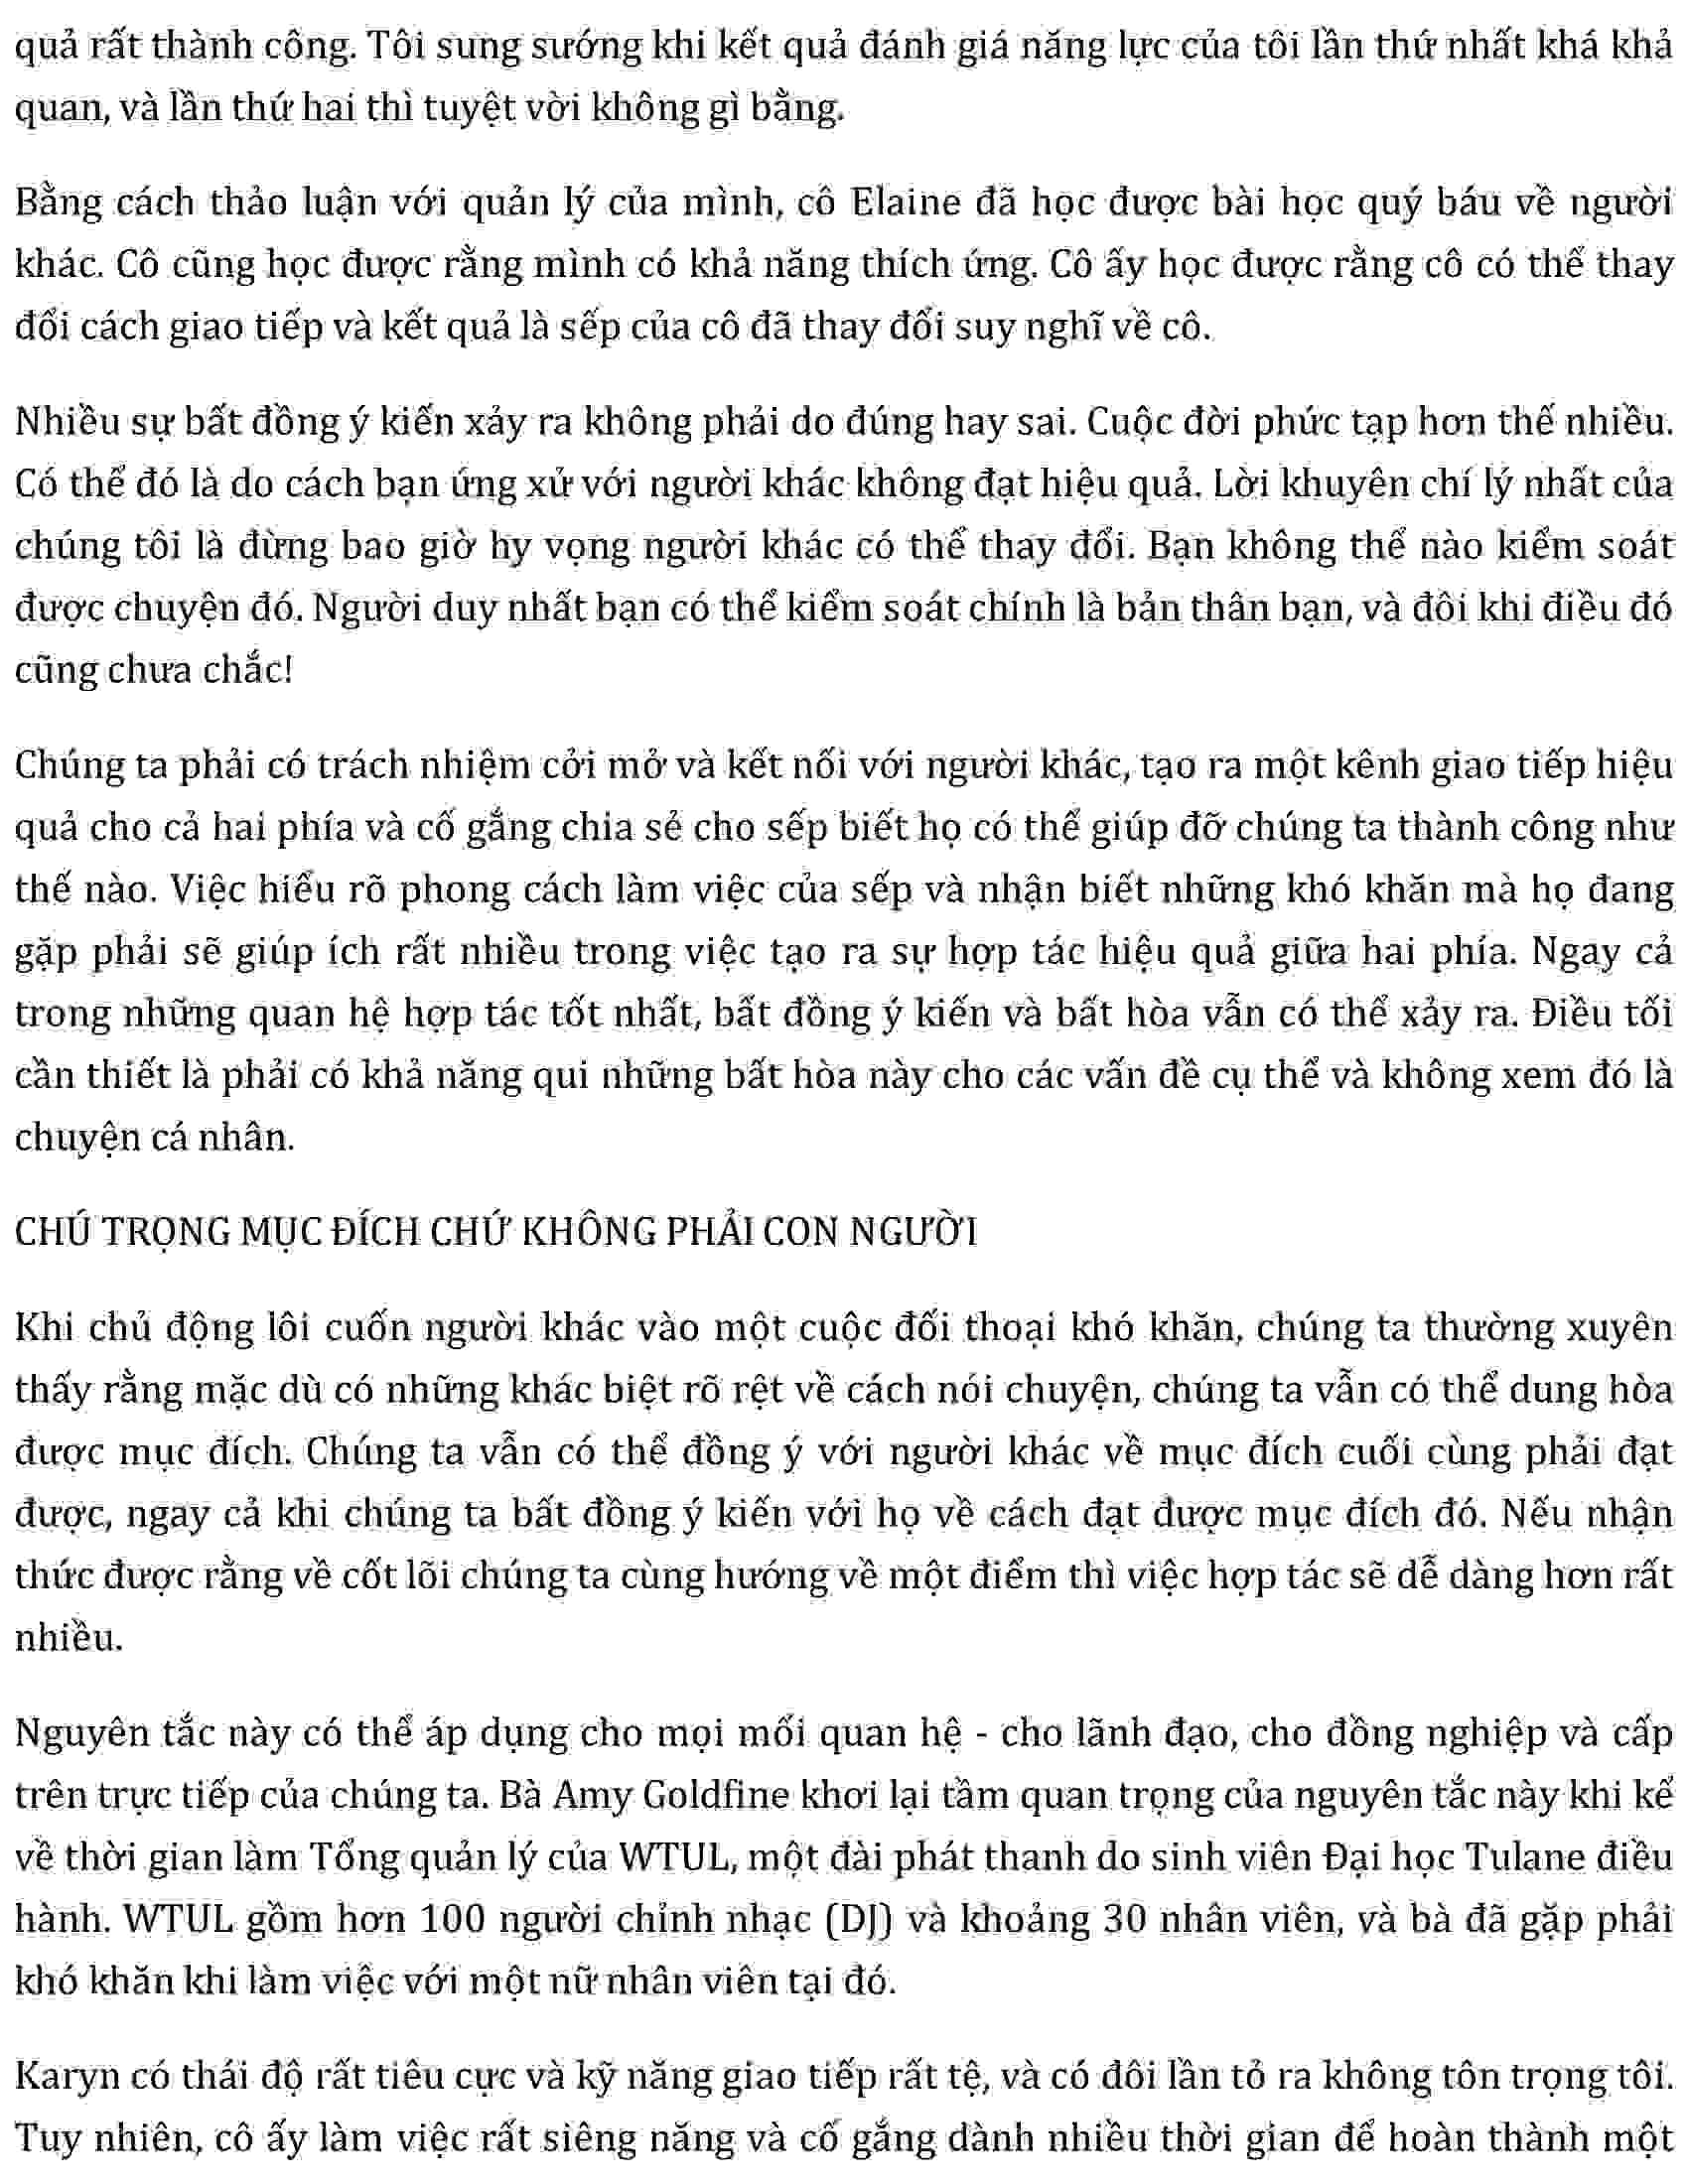 quả rất thành công. Tôi sung sướng khi kết quả đánh giá năng lực của tôi lần thứ nhất khá khả
quan, và lần thứ hai thì tuyệt vời không gì bằng.
Bằng cách thảo luận với quản lý của mình, cô Elaine đã học được bài học quý báu về người
khác. Cô cũng học được rằng mình có khả năng thích ứng. Cô ấy học được rằng cô có thể thay
đổi cách giao tiếp và kết quả là sếp của cô đã thay đổi suy nghĩ về cô.
Nhiều sự bất đồng ý kiến xảy ra không phải do đúng hay sai. Cuộc đời phức tạp hơn thế nhiều.
Có thể đó là do cách bạn ứng xử với người khác không đạt hiệu quả. Lời khuyên chí lý nhất của
chúng tôi là đừng bao giờ hy vọng người khác có thể thay đổi. Bạn không thể nào kiểm soát
được chuyện đó. Người duy nhất bạn có thể kiểm soát chính là bản thân bạn, và đôi khi điều đó
cũng chưa chắc!
Chúng ta phải có trách nhiệm cởi mở và kết nối với người khác, tạo ra một kênh giao tiếp hiệu
quả cho cả hai phía và cố gắng chia sẻ cho sếp biết họ có thể giúp đỡ chúng ta thành công như
thế nào. Việc hiểu rõ phong cách làm việc của sếp và nhận biết những khó khăn mà họ đang
gặp phải sẽ giúp ích rất nhiều trong việc tạo ra sự hợp tác hiệu quả giữa hai phía. Ngay cả
trong những quan hệ hợp tác tốt nhất, bất đồng ý kiến và bất hòa vẫn có thể xảy ra. Điều tối
cần thiết là phải có khả năng qui những bất hòa này cho các vấn đề cụ thể và không xem đó là
chuyện cá nhân.
CHÚ TRỌNG MỤC ĐÍCH CHỨ KHÔNG PHẢI CON NGƯỜI
Khi chủ động lôi cuốn người khác vào một cuộc đối thoại khó khăn, chúng ta thường xuyên
thấy rằng mặc dù có những khác biệt rõ rệt về cách nói chuyện, chúng ta vẫn có thể dung hòa
được mục đích. Chúng ta vẫn có thể đồng ý với người khác về mục đích cuối cùng phải đạt
được, ngay cả khi chúng ta bất đồng ý kiến với họ về cách đạt được mục đích đó. Nếu nhận
thức được rằng về cốt lõi chúng ta cùng hướng về một điểm thì việc hợp tác sẽ dễ dàng hơn rất
nhiều.
Nguyên tắc này có thể áp dụng cho mọi mối quan hệ - cho lãnh đạo, cho đồng nghiệp và cấp
trên trực tiếp của chúng ta. Bà Amy Goldfine khơi lại tầm quan trọng của nguyên tắc này khi kể
về thời gian làm Tổng quản lý của WTUL, một đài phát thanh do sinh viên Đại học Tulane điều
hành. WTUL gồm hơn 100 người chỉnh nhạc (DJ) và khoảng 30 nhân viên, và bà đã gặp phải
khó khăn khi làm việc với một nữ nhân viên tại đó.
Karyn có thái độ rất tiêu cực và kỹ năng giao tiếp rất tệ, và có đôi lần tỏ ra không tôn trọng tôi.
Tuy nhiên, cô ấy làm việc rất siêng năng và cố gắng dành nhiều thời gian để hoàn thành một